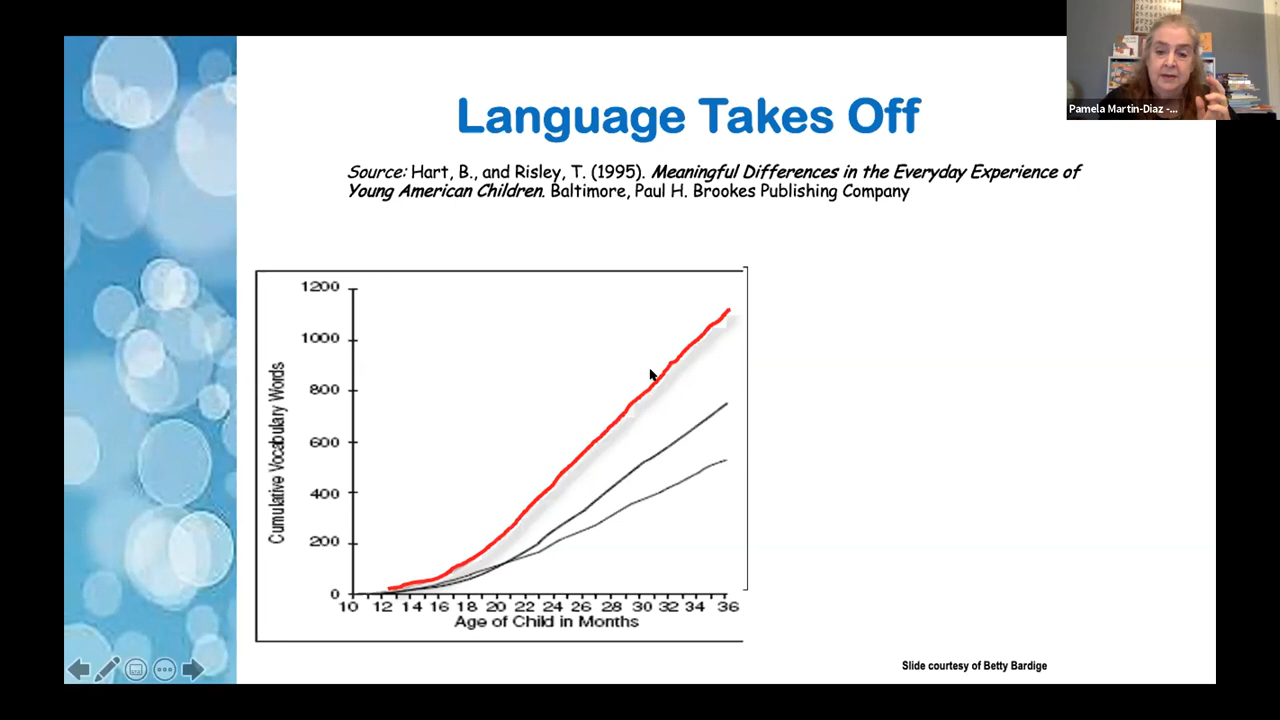 Pamela Martin-Diaz -...
Language Takes Off
Source: Hart, B., and Risley, T. (1995). Meaningful Differences in the Everyday Experience of
Young American Children. Baltimore, Paul H. Brookes Publishing Company
1200
1000
800
600
400
200
0
Cumulative Vocabulary Words
10 12 14 16 18 20 22 24 26 28 30 32 34 36
Age of Child in Months
Slide courtesy of Betty Bardige